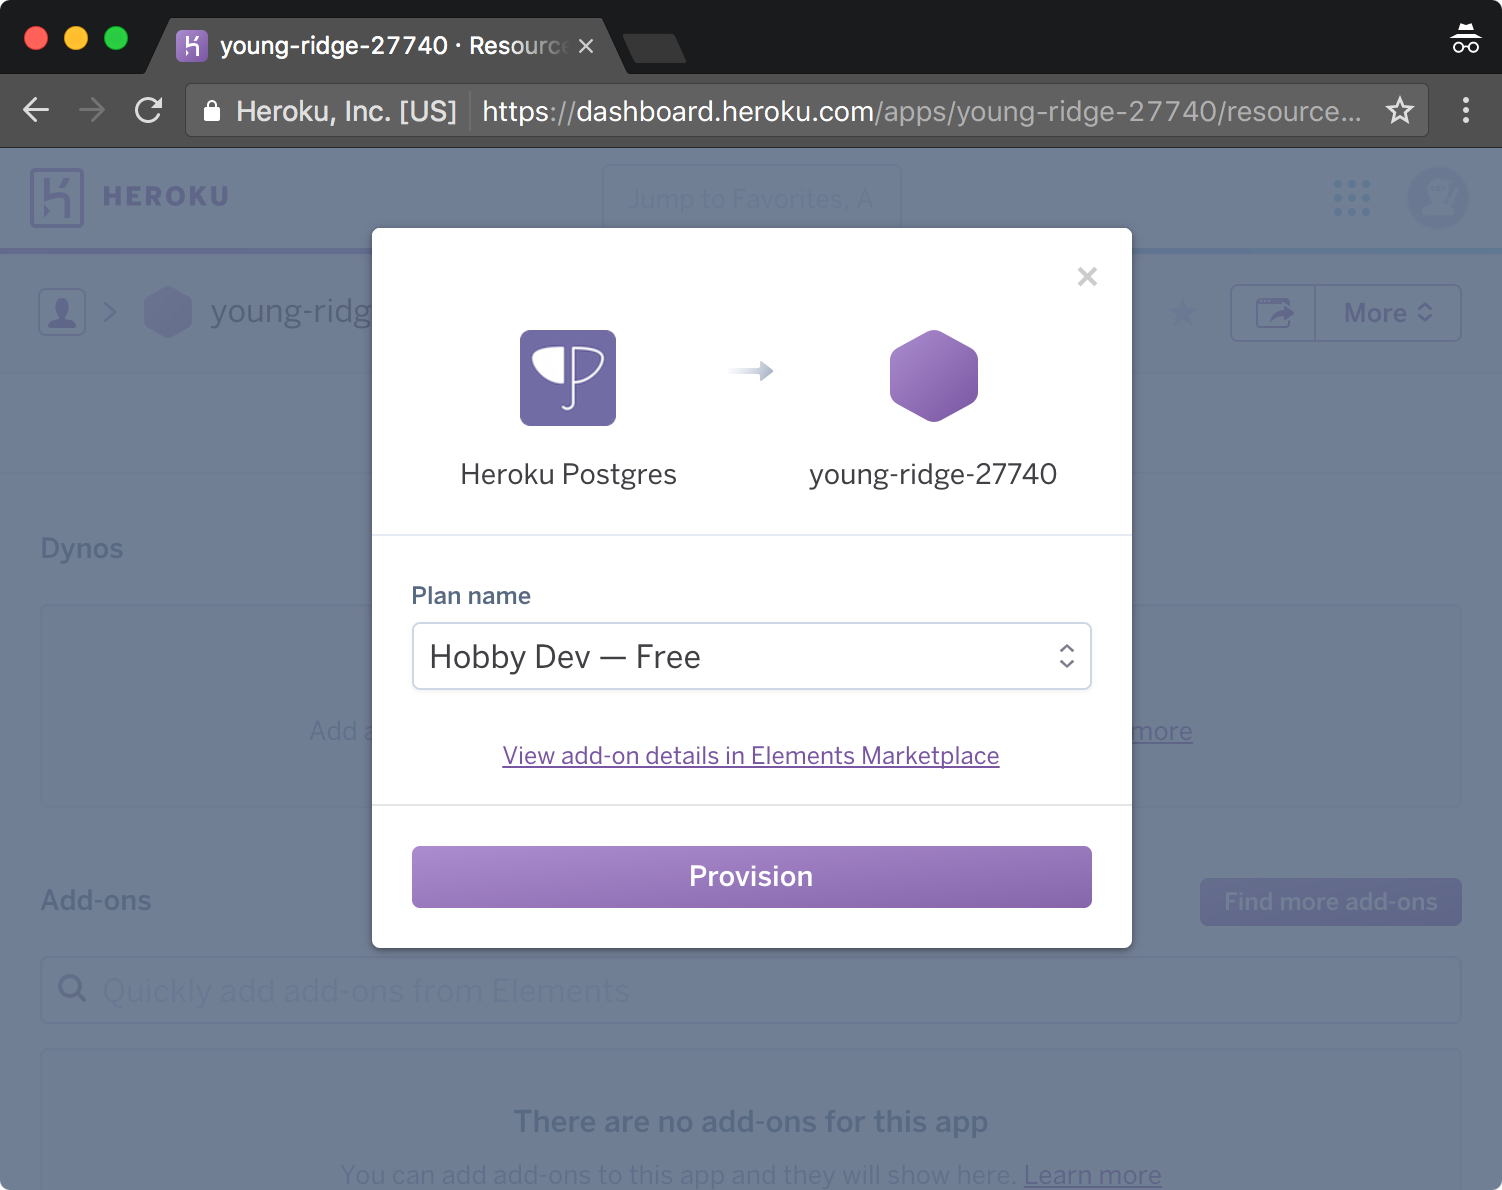 young-ridge-27740 · Resource
Heroku, Inc. [US] https://dashboard.heroku.com/apps/young-ridge-27740/resource...
HEROKU
Jump to Favorites, A
young-ridg
More
Heroku Postgres
young-ridge-27740
Dynos
Plan name
Hobby Dev — Free
Add
more
View add-on details in Elements Marketplace
Provision
Add-ons
Find more add-ons
Quickly add add-ons from Elements
There are no add-ons for this app
You can add add-ons to this app and they will show here. Learn more